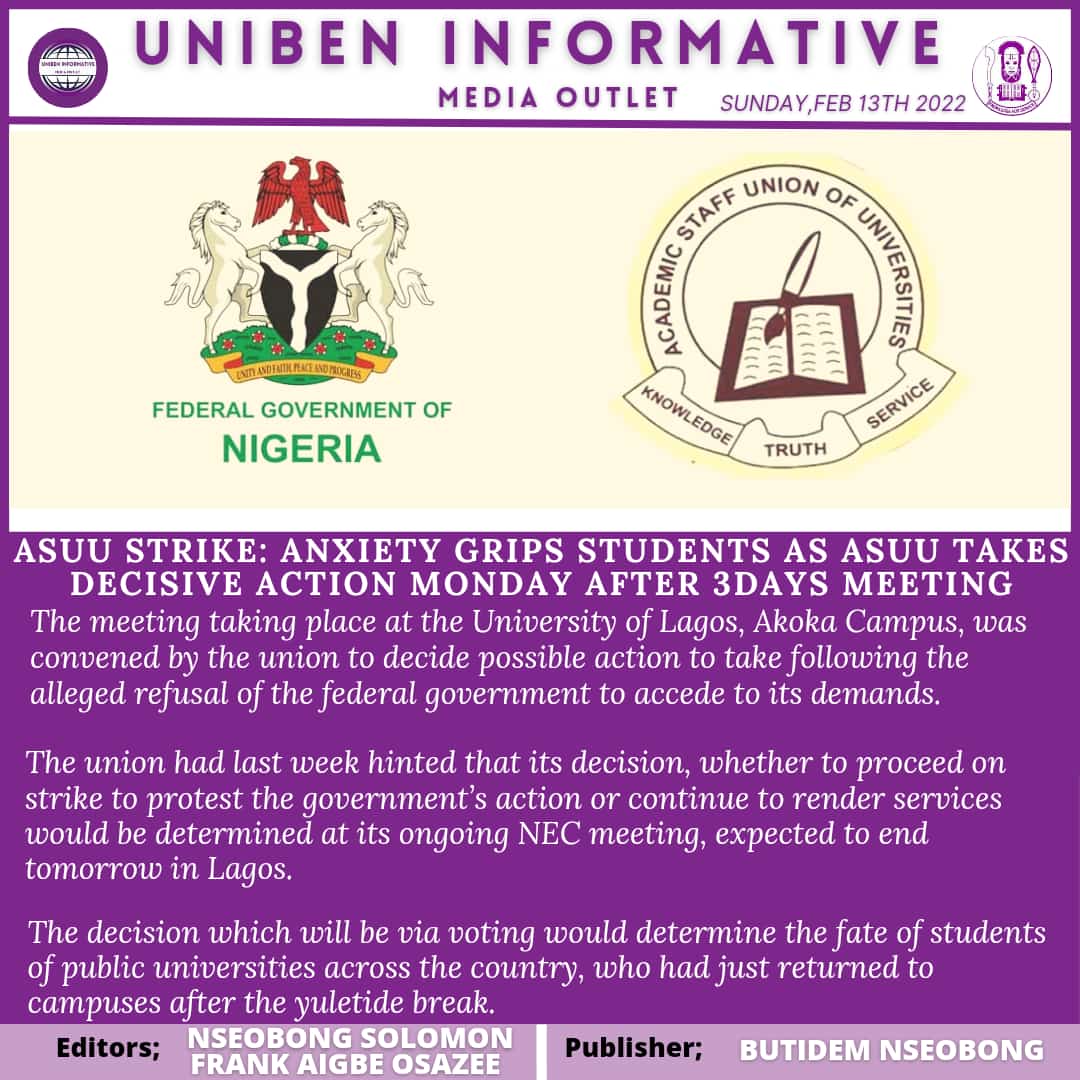 UNIBEN INFORMATIVE
MEDIA OUTLET
SUNDAY,FEB 13TH 2022
UNIBEN INFORMATIVE
UNITY AND FAITH, PEACE AND PROGRESS
FEDERAL GOVERNMENT OF
NIGERIA
ACADEMIC STAFF UNION OF UNIVERSITIES
KNOWLEDGE
TRUTH
SERVICE
ASUU STRIKE: ANXIETY GRIPS STUDENTS AS ASUU TAKES
DECISIVE ACTION MONDAY AFTER 3DAYS MEETING
The meeting taking place at the University of Lagos, Akoka Campus, was
convened by the union to decide possible action to take following the
alleged refusal of the federal government to accede to its demands.
The union had last week hinted that its decision, whether to proceed on
strike to protest the government's action or continue to render services
would be determined at its ongoing NEC meeting, expected to end
tomorrow in Lagos.
The decision which will be via voting would determine the fate of students
of public universities across the country, who had just returned to
campuses after the yuletide break.
Editors;
NSEOBONG SOLOMON
FRANK AIGBE OSAZEE
Publisher;
BUTIDEM NSEOBONG